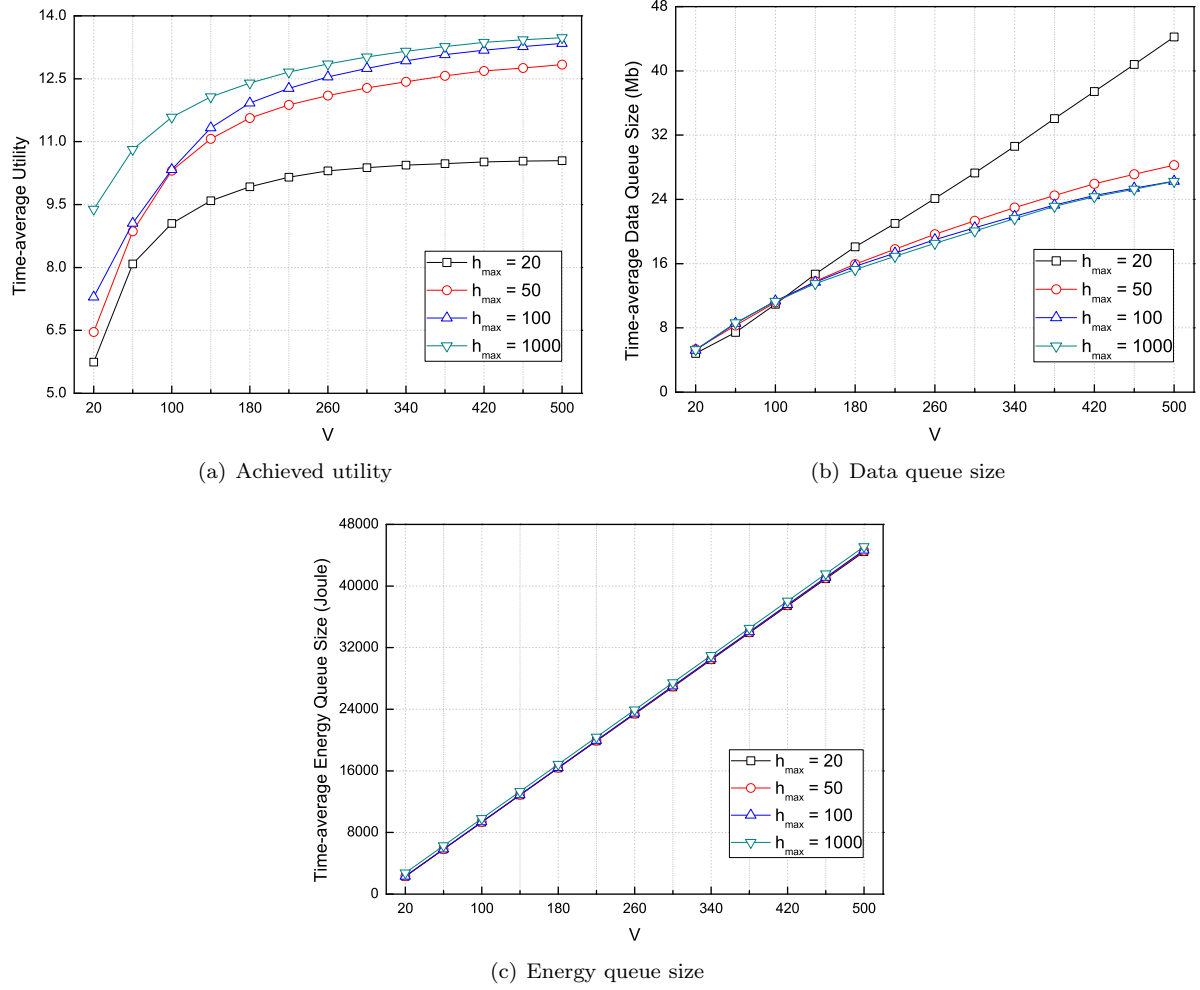 14.0
12.5
11.0
9.5
8.0
6.5
5.0
Time-average Utility
20 100 180 260 340 420 500
V
h_max = 20
h_max = 50
h_max = 100
h_max = 1000
(a) Achieved utility
48
40
32
24
16
8
0
Time-average Data Queue Size (Mb)
20 100 180 260 340 420 500
V
h_max = 20
h_max = 50
h_max = 100
h_max = 1000
(b) Data queue size
48000
40000
32000
24000
16000
8000
0
Time-average Energy Queue Size (Joule)
20 100 180 260 340 420 500
V
h_max = 20
h_max = 50
h_max = 100
h_max = 1000
(c) Energy queue size